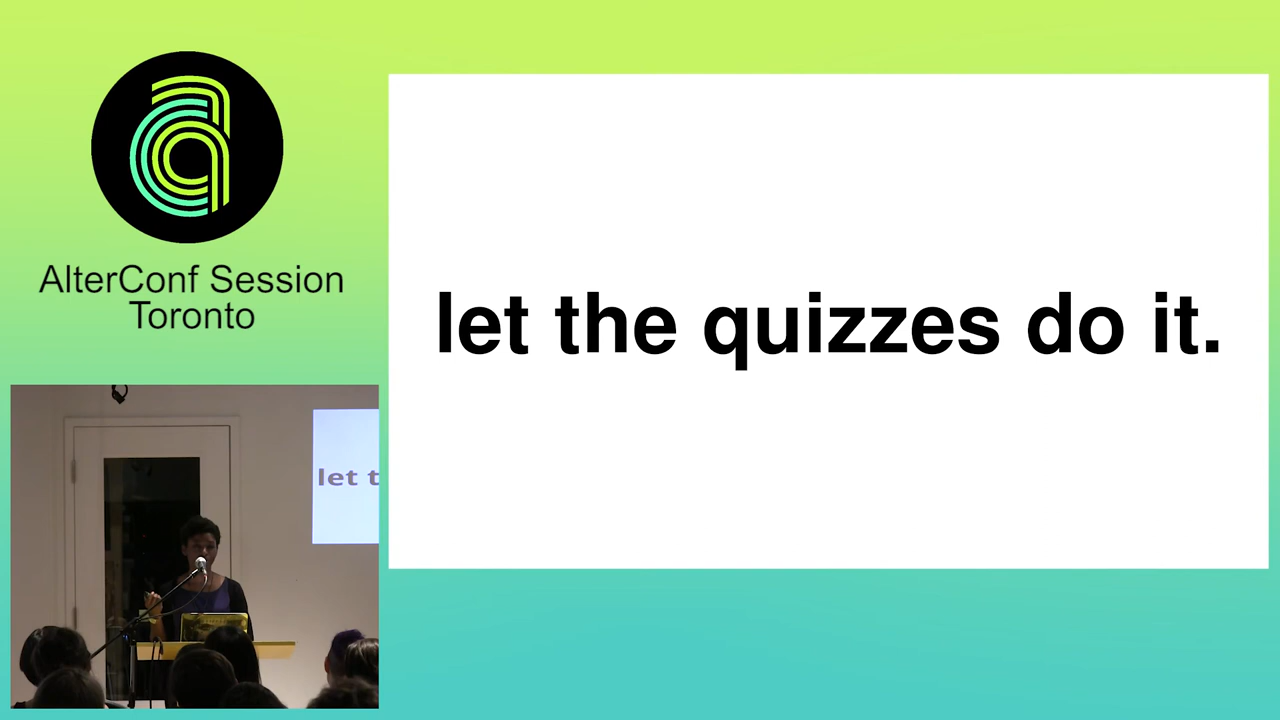 AlterConf Session
Toronto
let the quizzes do it.
let t